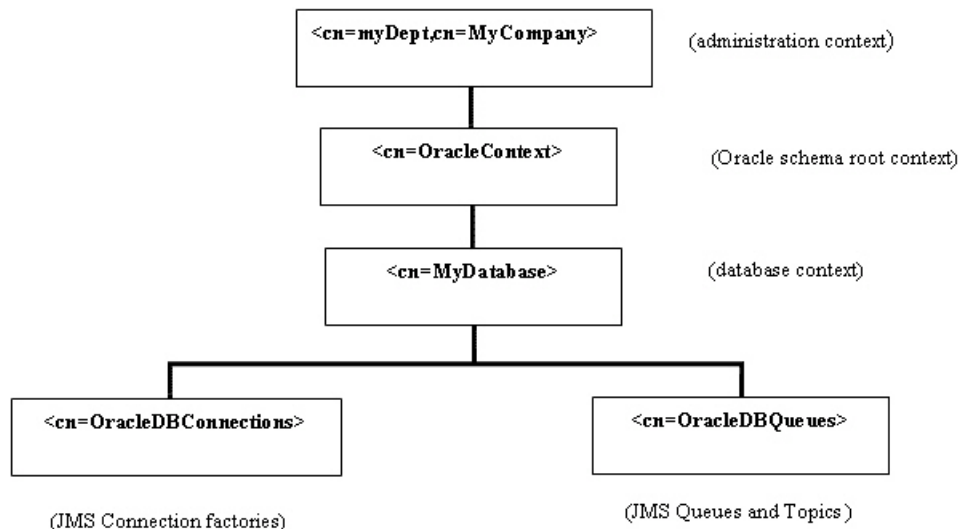 <cn=myDept,cn=MyCompany>
(administration context)
<cn=OracleContext>
(Oracle schema root context)
<cn=MyDatabase>
(database context)
<cn=OracleDBConnections>
<cn=OracleDBQueues>
(JMS Connection factories)
(JMS Queues and Topics )